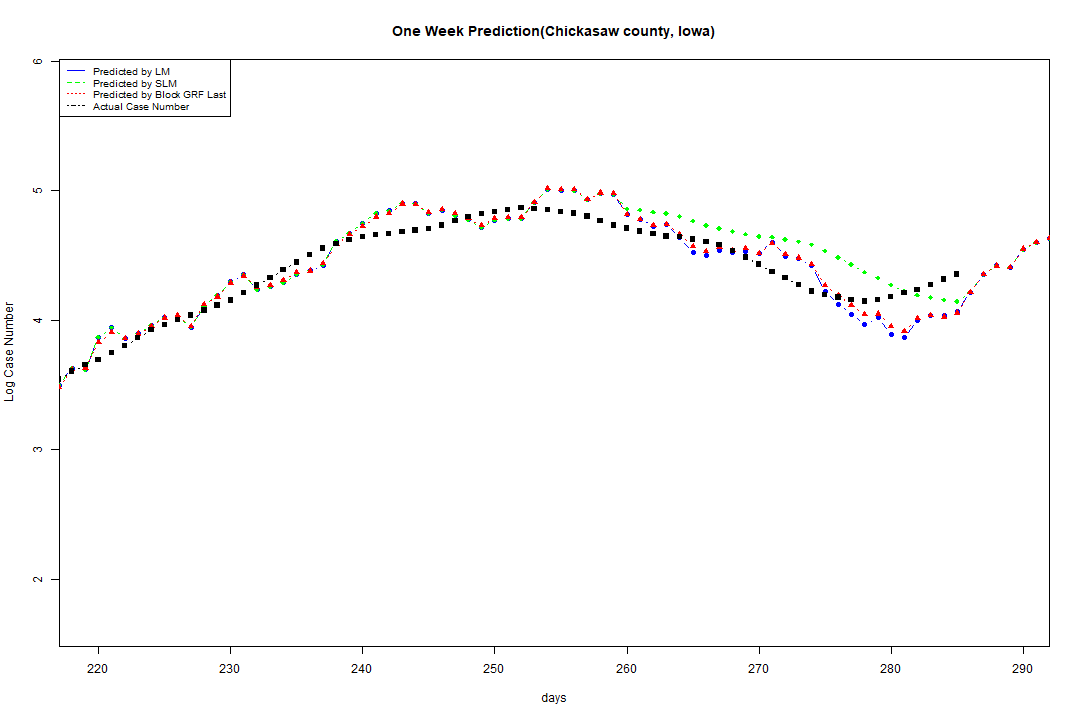 One Week Prediction(Chickasaw county, Iowa)
Predicted by LM
Predicted by SLM
Predicted by Block GRF Last
Actual Case Number
6
5
4
3
2
Log Case Number
220 230 240 250 260 270 280 290
days